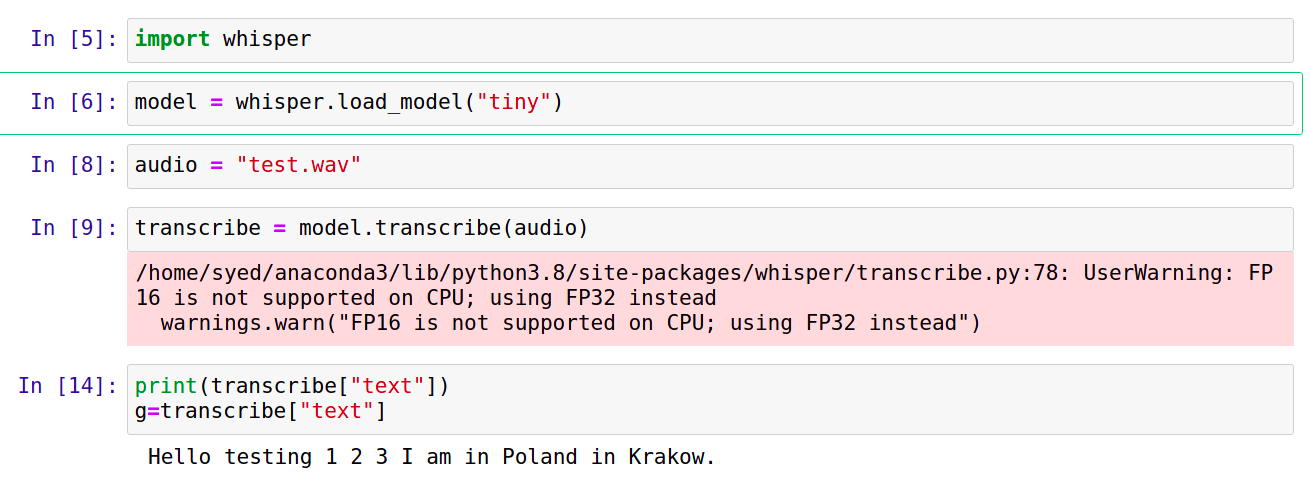 In [5]: import whisper
In [6]: model = whisper.load_model("tiny")
In [8]: audio = "test.wav"
In [9]: transcribe = model.transcribe(audio)
/home/syed/anaconda3/lib/python3.8/site-packages/whisper/transcribe.py:78: UserWarning: FP
16 is not supported on CPU; using FP32 instead
  warnings.warn("FP16 is not supported on CPU; using FP32 instead")
In [14]: print(transcribe["text"])
g=transcribe["text"]
 Hello testing 1 2 3 I am in Poland in Krakow.